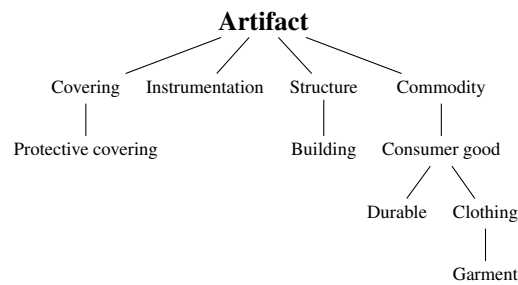 Artifact
Covering Instrumentation Structure Commodity
Protective covering Building Consumer good
Durable Clothing
Garment